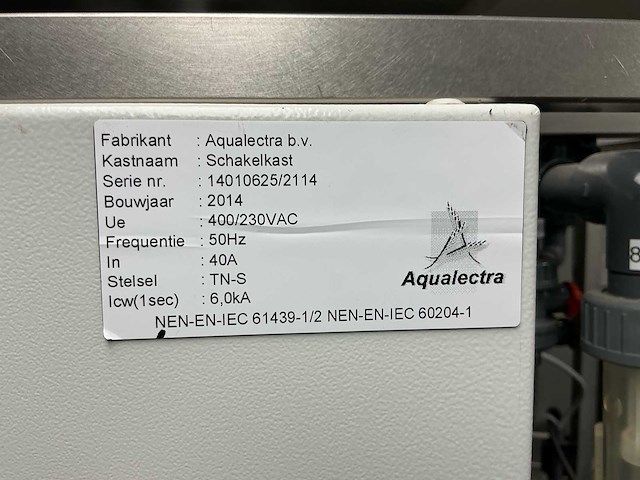 Fabrikant : Aqualectra b.v.
Kastnaam : Schakelkast
Serie nr. : 14010625/2114
Bouwjaar : 2014
Ue : 400/230VAC
Frequentie : 50Hz
In : 40A
Stelsel : TN-S
Icw(1sec) : 6,0kA
Aqualectra
NEN-EN-IEC 61439-1/2 NEN-EN-IEC 60204-1
8